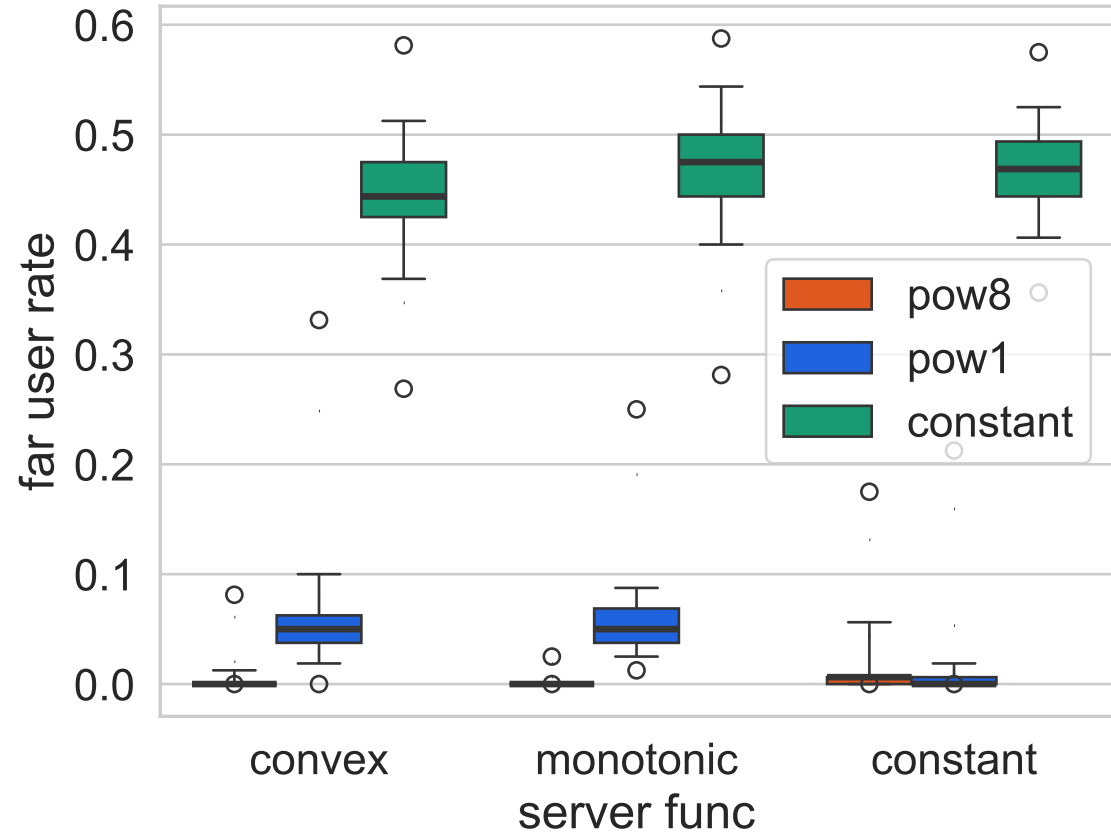 0.6
0.5
0.4
0.3
0.2
0.1
0.0
far user rate
pow8
pow1
constant
convex
monotonic
constant
server func